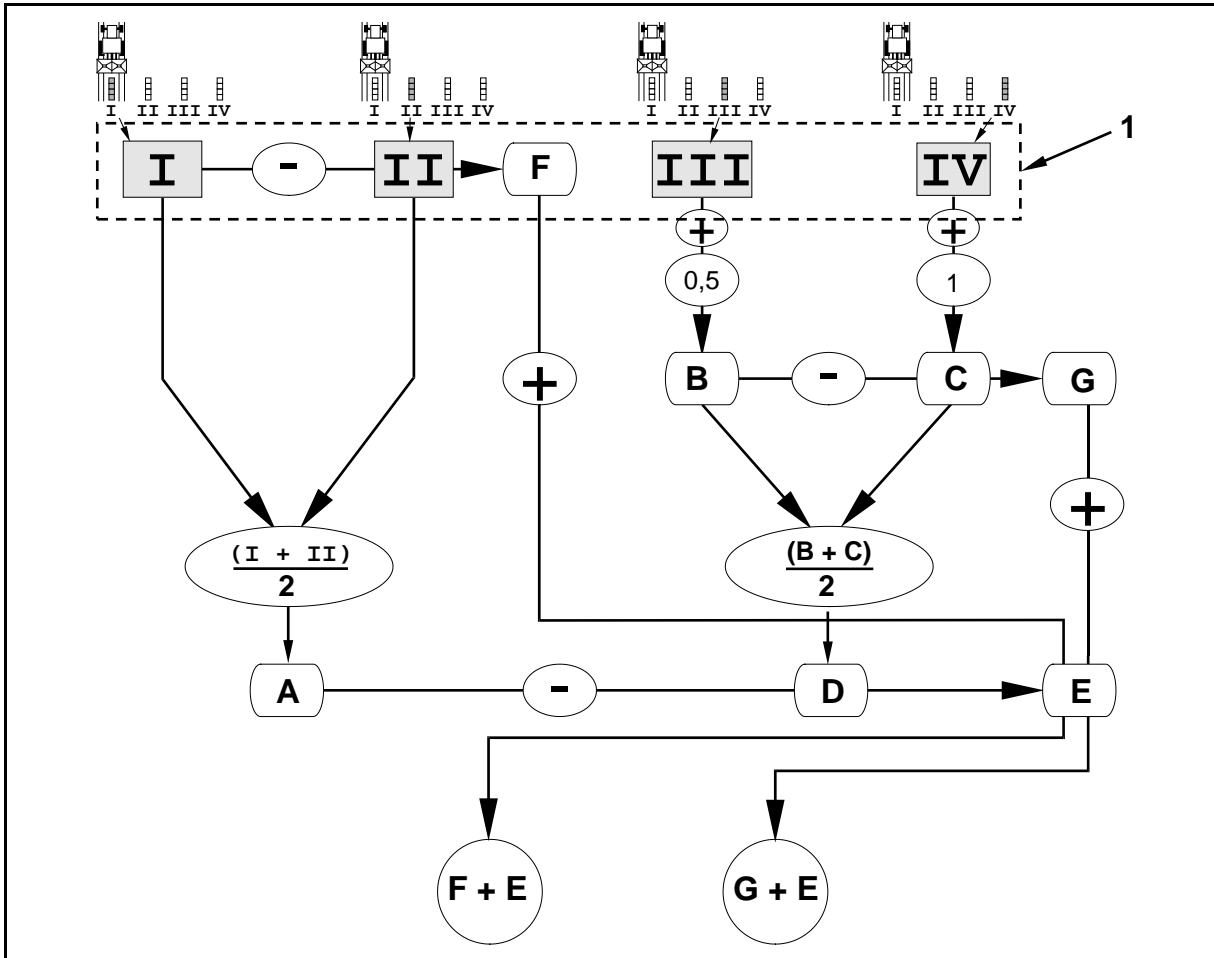 I II III IV I II III IV I II III IV I II III IV
I - II F III IV 1
+ +
0,5 1
+ B - C G
+
(I + II) (B + C)
2 2
A - D E
F + E G + E